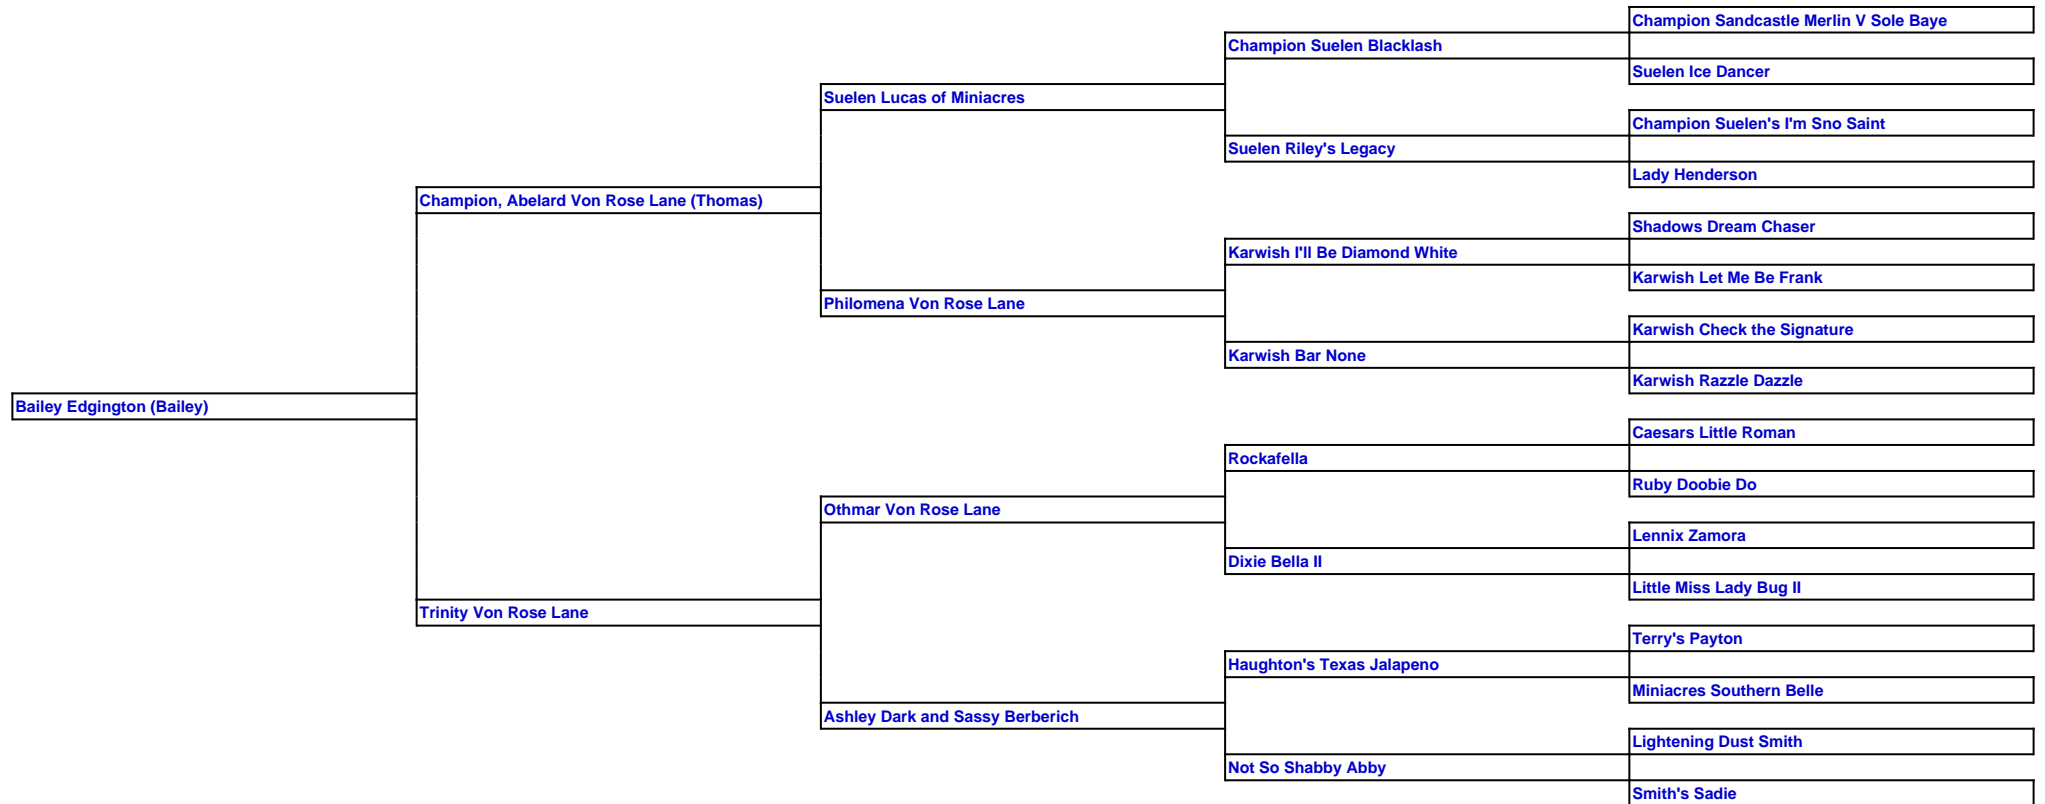 Champion Sandcastle Merlin V Sole Baye
Champion Suelen Blacklash
Suelen Ice Dancer
Suelen Lucas of Miniacres
Champion Suelen's I'm Sno Saint
Suelen Riley's Legacy
Lady Henderson
Champion, Abelard Von Rose Lane (Thomas)
Shadows Dream Chaser
Karwish I'll Be Diamond White
Karwish Let Me Be Frank
Philomena Von Rose Lane
Karwish Check the Signature
Karwish Bar None
Karwish Razzle Dazzle
Bailey Edgington (Bailey)
Caesars Little Roman
Rockafella
Ruby Doobie Do
Othmar Von Rose Lane
Lennix Zamora
Dixie Bella II
Little Miss Lady Bug II
Trinity Von Rose Lane
Terry's Payton
Haughton's Texas Jalapeno
Miniacres Southern Belle
Ashley Dark and Sassy Berberich
Lightening Dust Smith
Not So Shabby Abby
Smith's Sadie